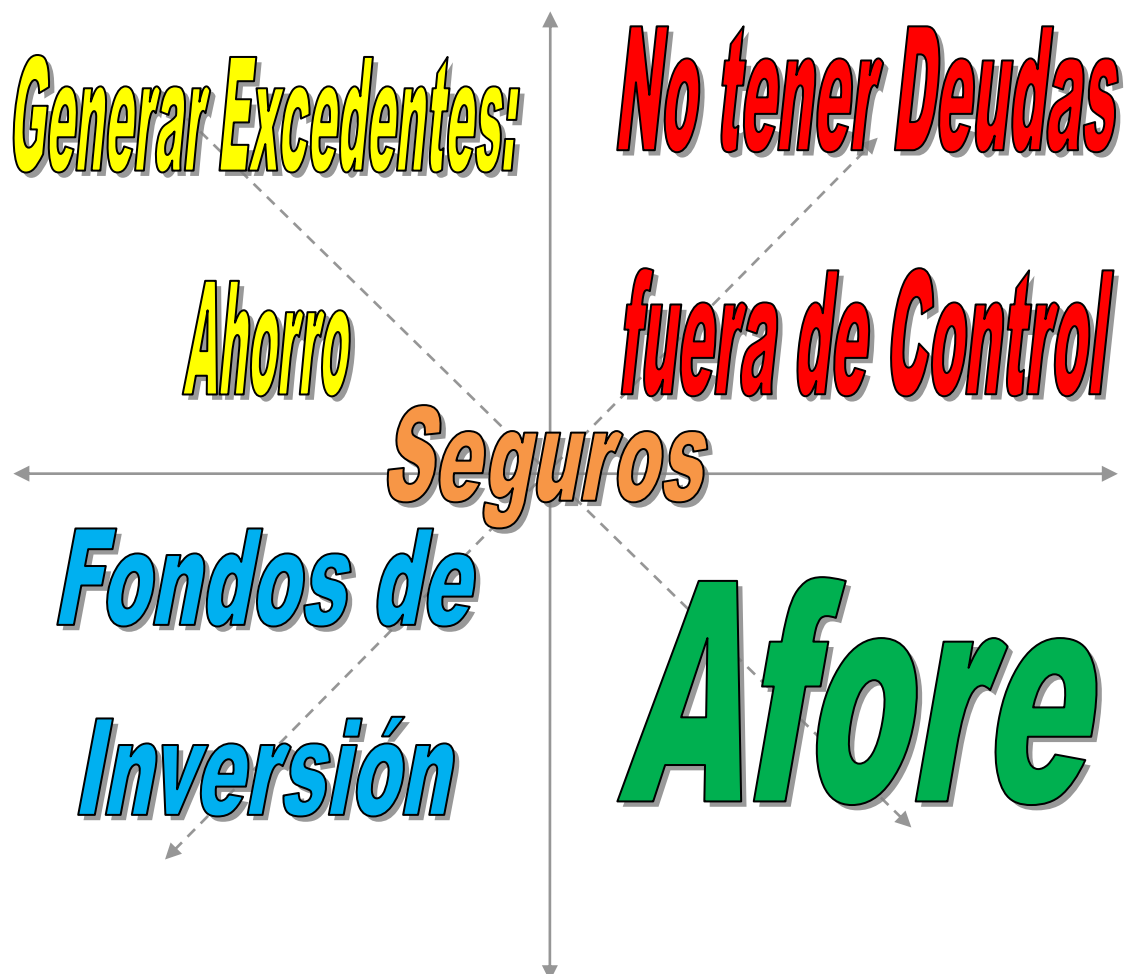 Generar Excedentes:
Ahorro
No tener Deudas
fuera de Control
Seguros
Fondos de
Inversión
Afore